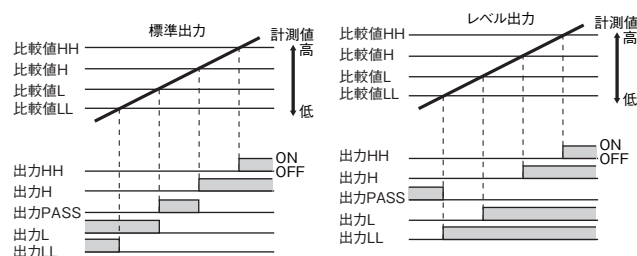 標準出力
計測値
高
比較値HH
比較値H
比較値L
比較値LL
低
ON
OFF
出力HH
出力H
出力PASS
出力L
出力LL
レベル出力
計測値
高
比較値HH
比較値H
比較値L
比較値LL
低
ON
OFF
出力HH
出力H
出力PASS
出力L
出力LL